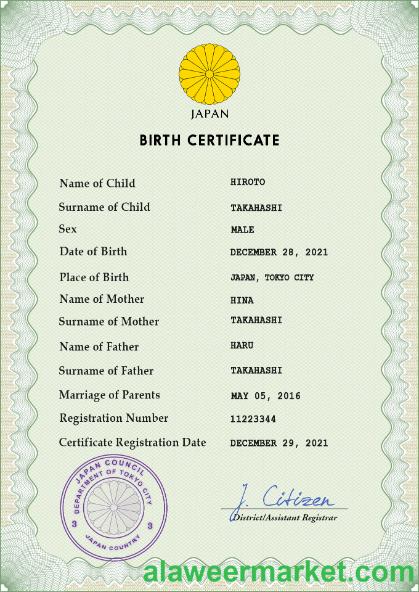 JAPAN
BIRTH CERTIFICATE
Name of Child HIROTO
Surname of Child TAKAHASHI
Sex MALE
Date of Birth DECEMBER 28, 2021
Place of Birth JAPAN, TOKYO CITY
Name of Mother HINA
Surname of Mother TAKAHASHI
Name of Father HARU
Surname of Father TAKAHASHI
Marriage of Parents MAY 05, 2016
Registration Number 11223344
Certificate Registration Date DECEMBER 29, 2021
JAPAN COUNCIL
DEPARTMENT OF TOKYO CITY
3 3
JAPAN COUNTRY
J. Citizen
District/Assistant Registrar
alaweermarket.com